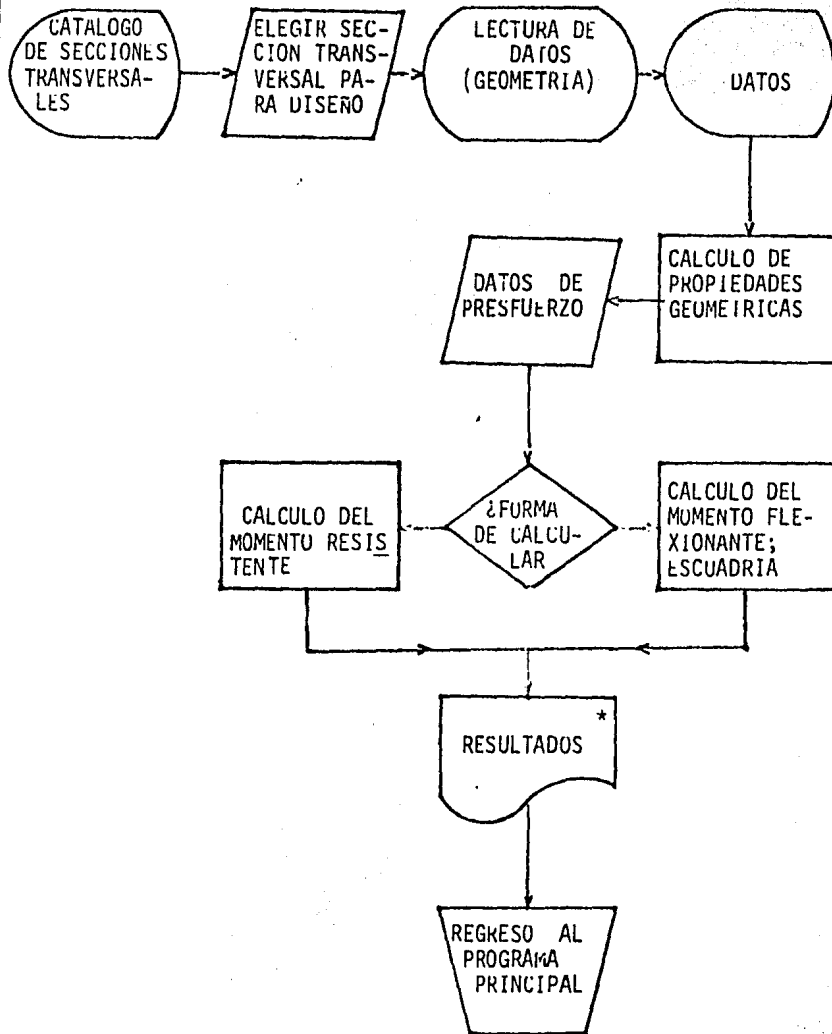 CATALOGO
DE SECCIONES
TRANSVERSA-
LES
ELEGIR SEC-
CION TRANS-
VERSAL PA-
RA DISEÑO
LECTURA DE
DATOS
(GEOMETRIA)
DATOS
CALCULO DE
PROPIEDADES
GEOMETRICAS
DATOS DE
PRESFUERZO
¿FORMA
DE CALCU-
LAR
CALCULO DEL
MOMENTO RESIS
TENTE
CALCULO DEL
MOMENTO FLE-
XIONANTE;
ESCUADRIA
*
RESULTADOS
REGRESO AL
PROGRAMA
PRINCIPAL